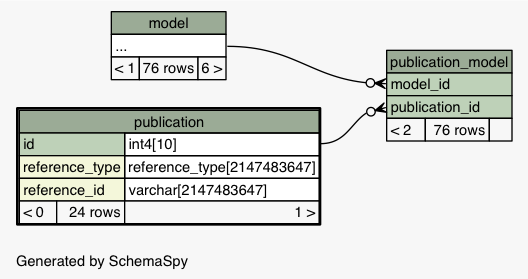 model
...
< 1 76 rows 6 >
publication_model
model_id
publication_id
< 2 76 rows
publication
id int4[10]
reference_type reference_type[2147483647]
reference_id varchar[2147483647]
< 0 24 rows 1 >
Generated by SchemaSpy